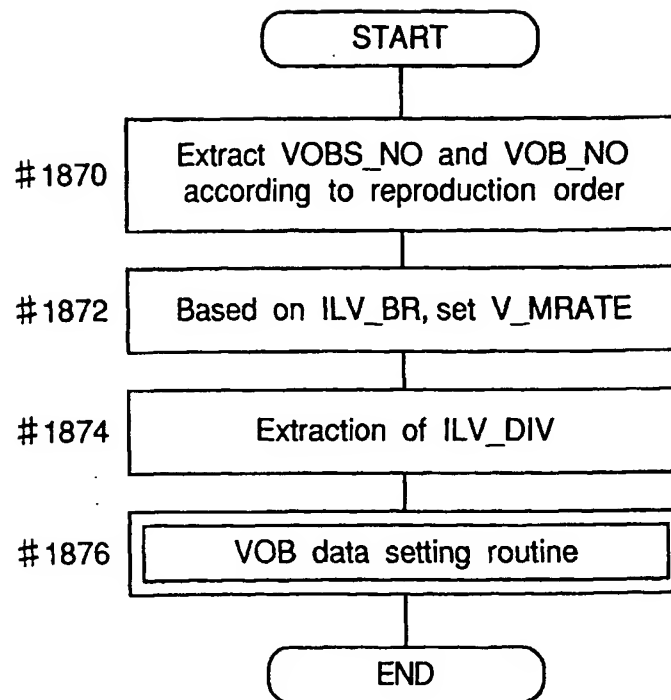 START
#1870
Extract VOBS_NO and VOB_NO
according to reproduction order
#1872
Based on ILV_BR, set V_MRATE
#1874
Extraction of ILV_DIV
#1876
VOB data setting routine
END